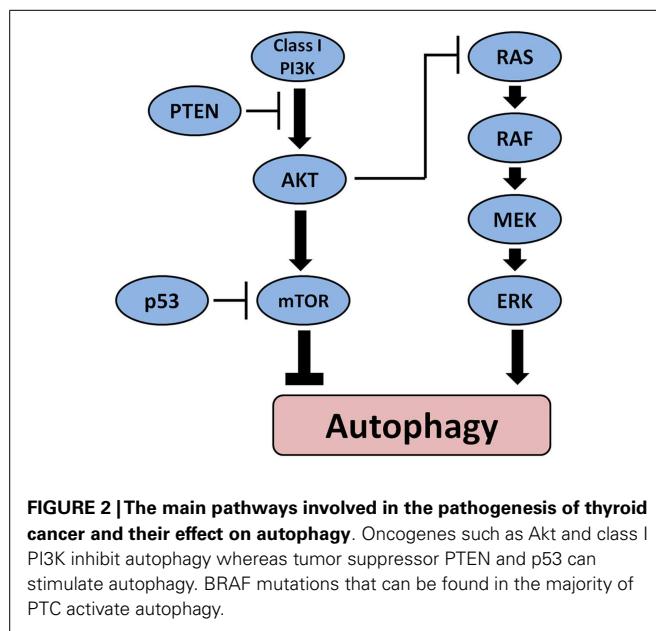 Class I
PI3K
RAS
PTEN
RAF
AKT
MEK
p53
mTOR
ERK
Autophagy
FIGURE 2 | The main pathways involved in the pathogenesis of thyroid
cancer and their effect on autophagy. Oncogenes such as Akt and class I
PI3K inhibit autophagy whereas tumor suppressor PTEN and p53 can
stimulate autophagy. BRAF mutations that can be found in the majority of
PTC activate autophagy.